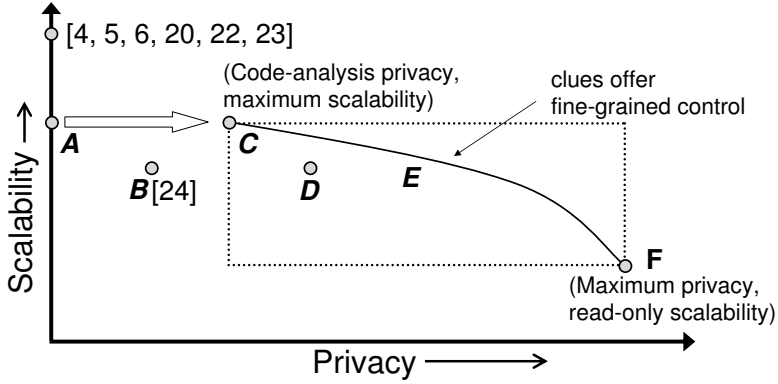 [4, 5, 6, 20, 22, 23]
(Code-analysis privacy,
maximum scalability)
clues offer
fine-grained control
A
C
B[24]
D
E
F
(Maximum privacy,
read-only scalability)
Scalability
Privacy